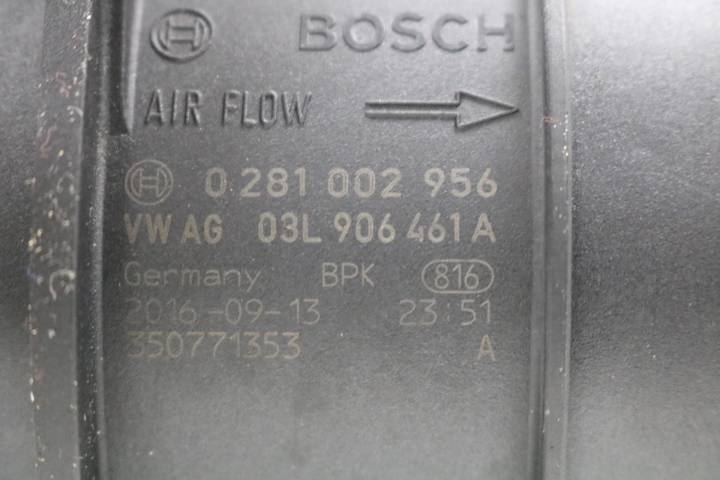 BOSCH
AIR FLOW
0 281 002 956
VW AG 03L 906 461 A
Germany BPK 816
2016-09-13 23:51
350771353 A